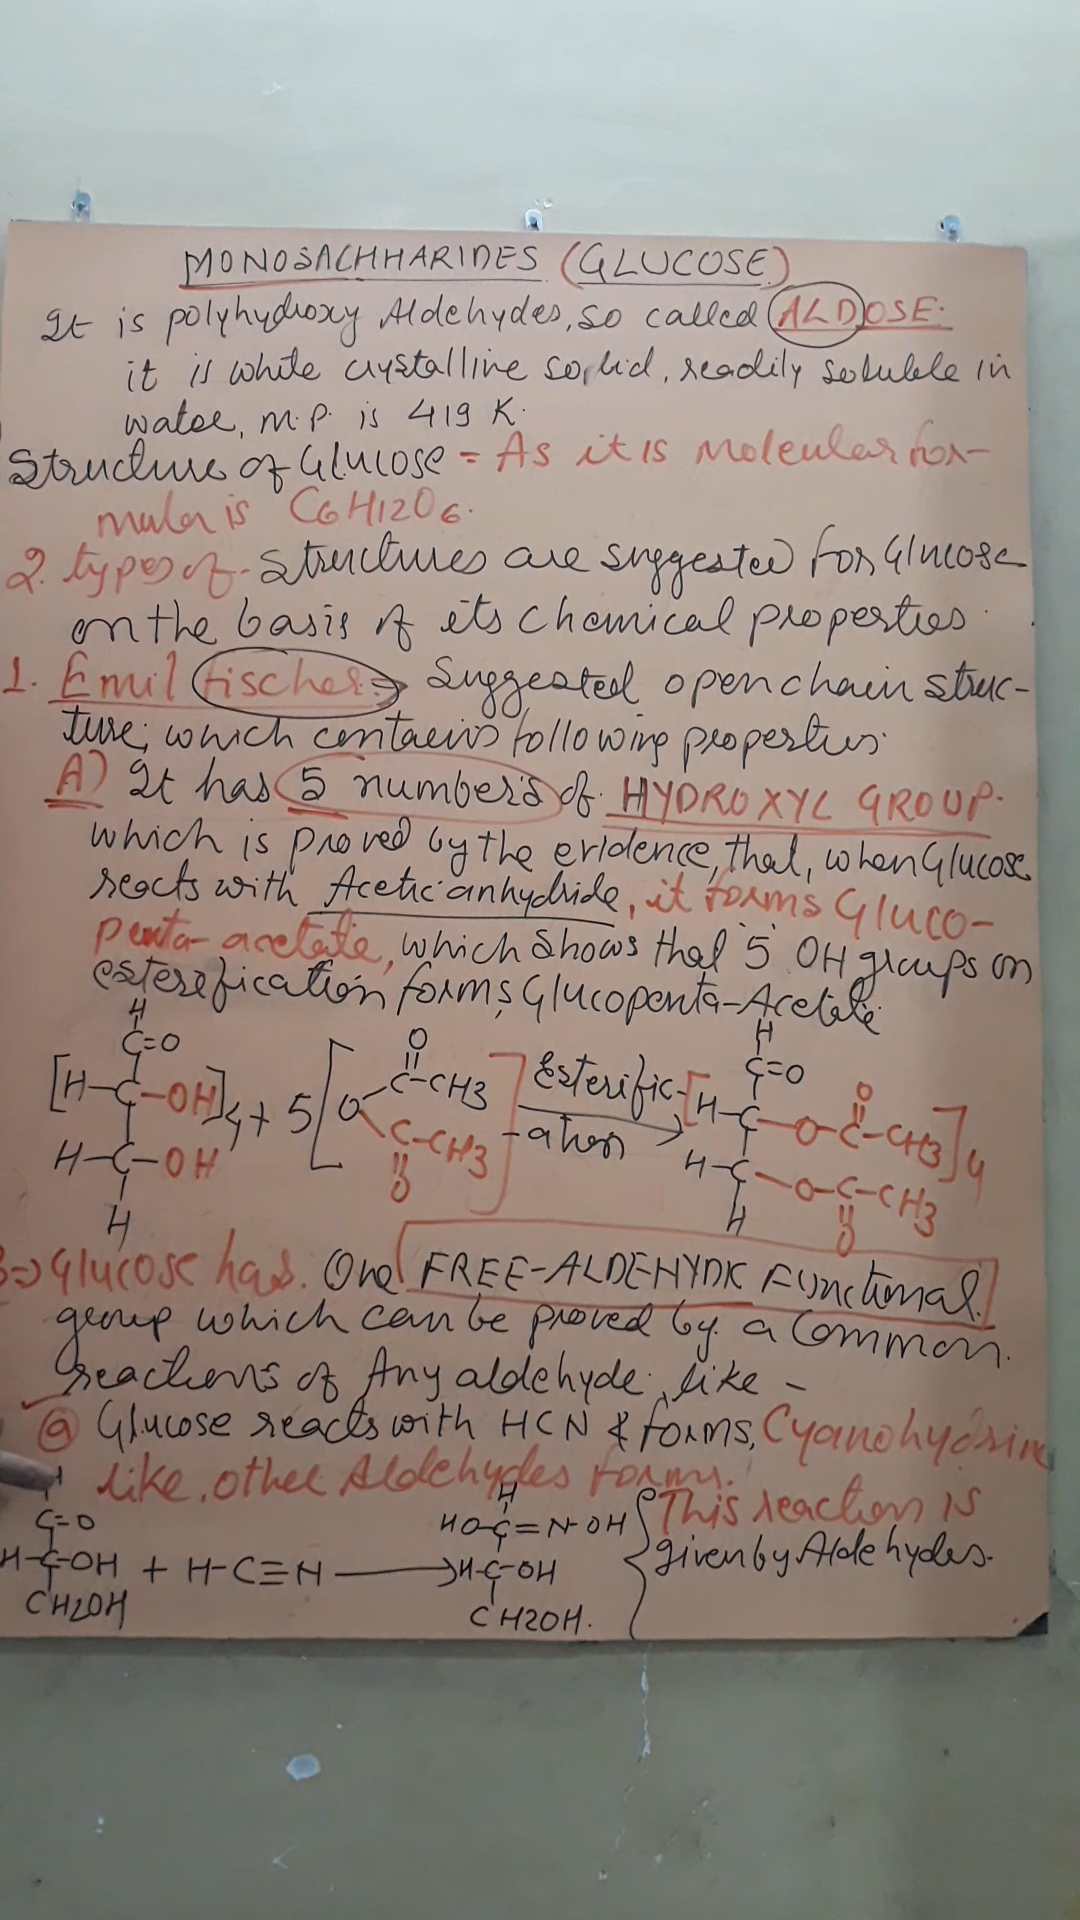 MONOSACHHARIDES (GLUCOSE)
It is polyhydroxy Aldehydes, so called ALDOSE.
it is white crystalline solid, readily soluble in
water, M.P. is 419 K.
Structure of Glucose = As it is Molecular for-
mula is C6H12O6.
2. types of structures are suggested for Glucose
on the basis of its chemical properties.
1. Emil fischer → Suggested open chain struc-
ture, which contains following properties
A) It has 5 numbers of HYDROXYL GROUP.
which is proved by the evidence, that, when Glucose
reacts with Acetic anhydride, it forms Gluco-
penta-acetate, which shows that '5' OH groups on
esterefication forms, Glucopenta-Acetate
H H
C=O O C=O
[H-C-OH]4 + 5[O C-CH3 ] Esterific- [H-C-O-C-CH3]4
H-C-OH C-CH3 -ation → H-C-O-C-CH3
H O H O
B ⇒ Glucose has. One FREE-ALDEHYDE Functional.
group which can be proved by a common.
reactions of Any aldehyde, like -
@ Glucose reacts with HCN & forms, Cyanohydrin
like, other Aldehydes forms.
H H
C=O HO-C=N-OH { This reaction is
H-C-OH + H-C≡N → H-C-OH given by Aldehydes.
CH2OH CH2OH.